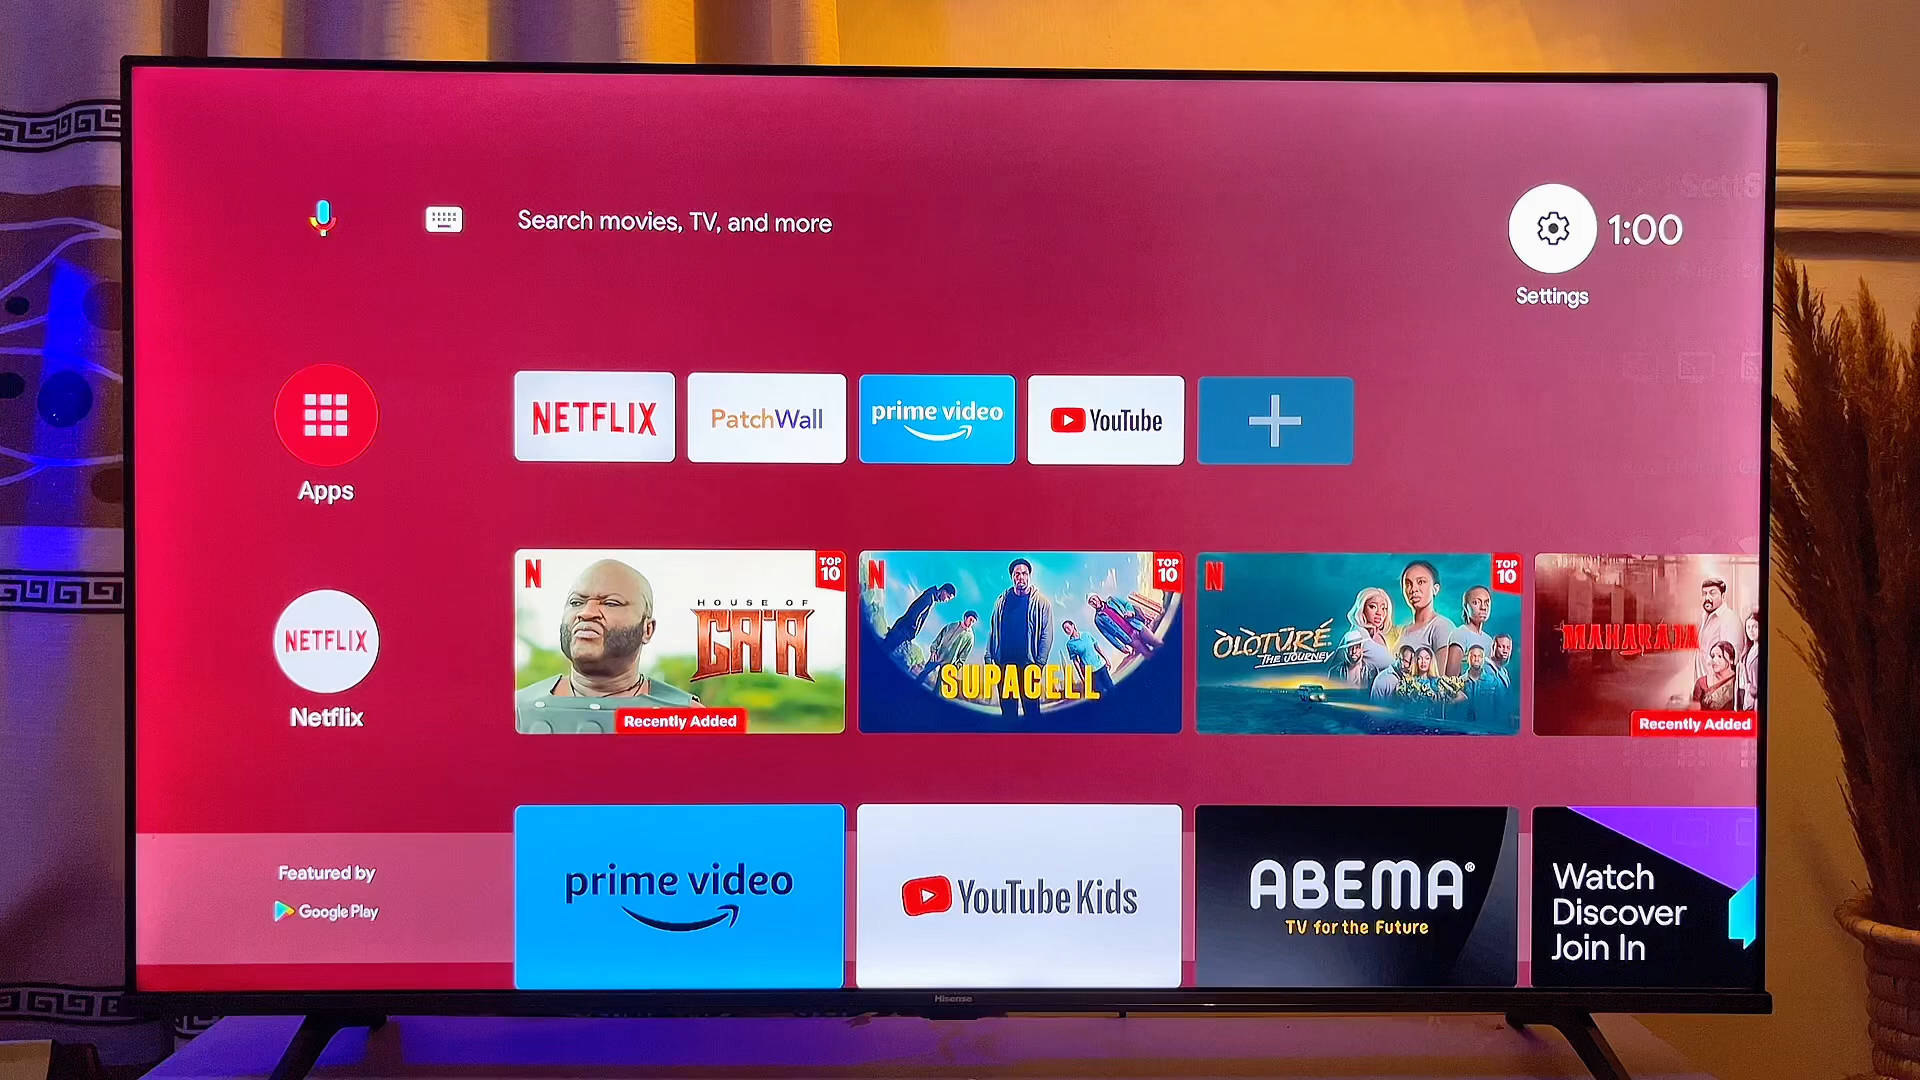 Search movies, TV, and more
1:00
Settings
NETFLIX
PatchWall
prime video
YouTube
Apps
N
TOP
10
HOUSE OF
GA'A
Recently Added
N
TOP
10
SUPACELL
N
TOP
10
ÒLÒTŪRÉ
THE JOURNEY
MAHARAJA
Recently Added
NETFLIX
Netflix
Featured by
Google Play
prime video
YouTube Kids
ABEMA®
TV for the Future
Watch
Discover
Join In
Hisense